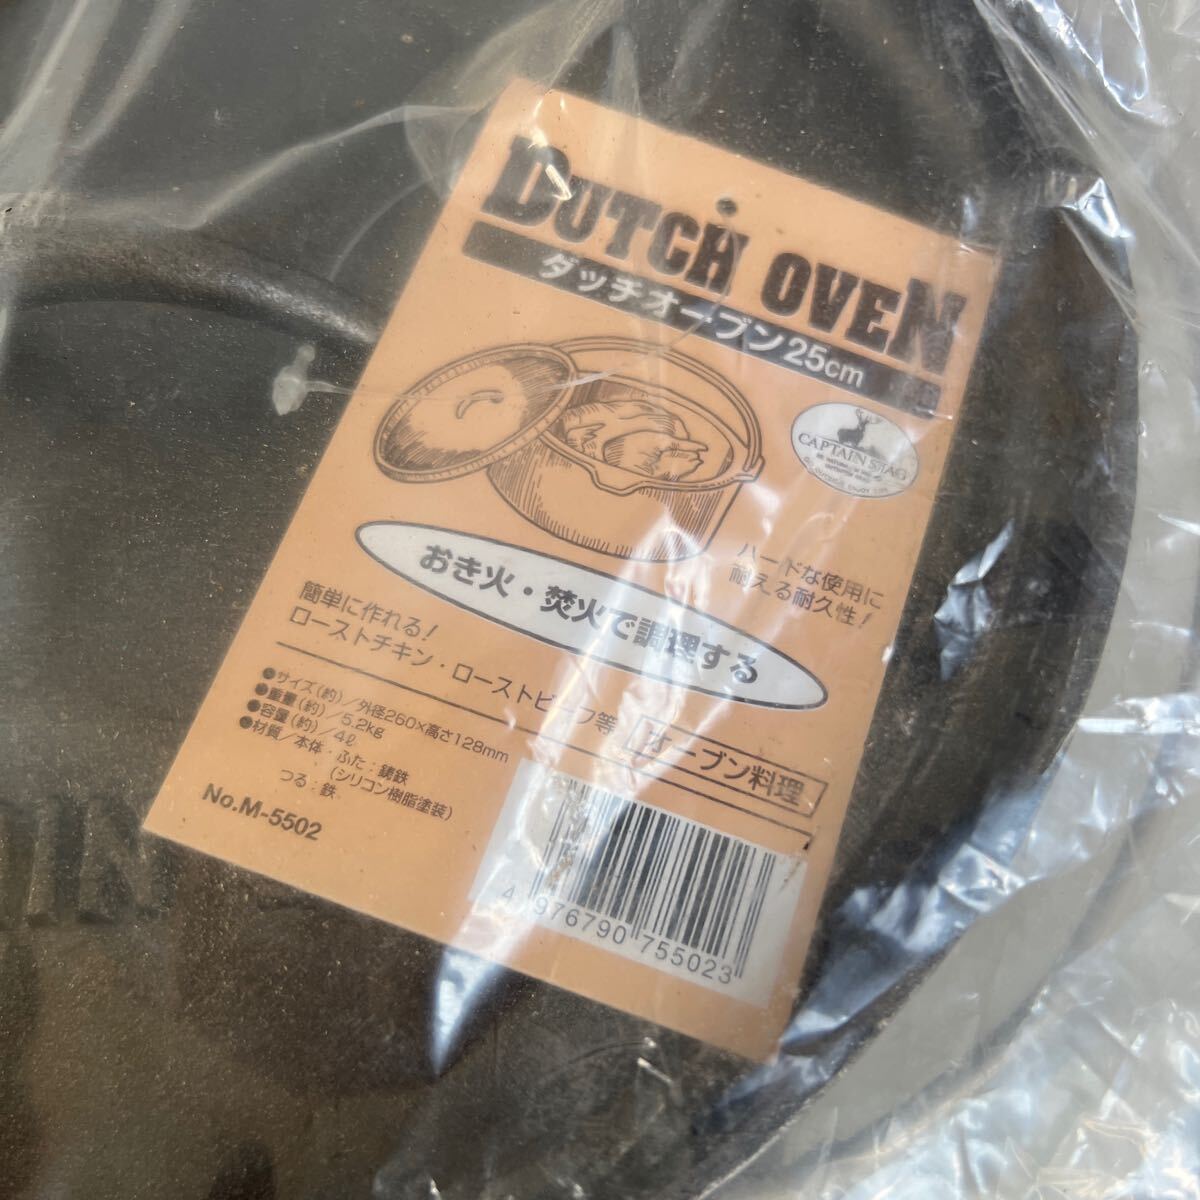 DUTCH OVEN
ダッチオーブン25cm
CAPTAIN STAG
ハードな使用に
耐える耐久性!
おき火・焚火で調理する
簡単に作れる!
ローストチキン・ローストビーフ等
オーブン料理
●サイズ(約)/外径260×高さ128mm
●重量(約)/5.2kg
●容量(約)/4ℓ
●材質/本体・ふた:鋳鉄
(シリコン樹脂塗装)
つる:鉄
No.M-5502
4 976790 755023